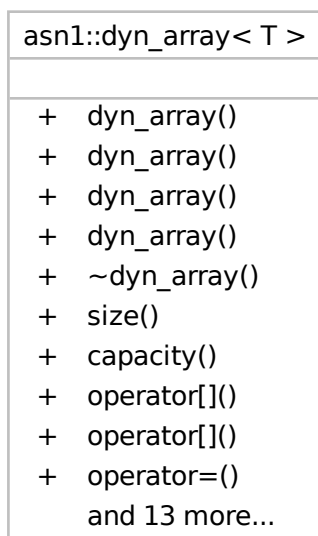 asn1::dyn_array< T >
+ dyn_array()
+ dyn_array()
+ dyn_array()
+ dyn_array()
+ ~dyn_array()
+ size()
+ capacity()
+ operator[]()
+ operator[]()
+ operator=()
and 13 more...